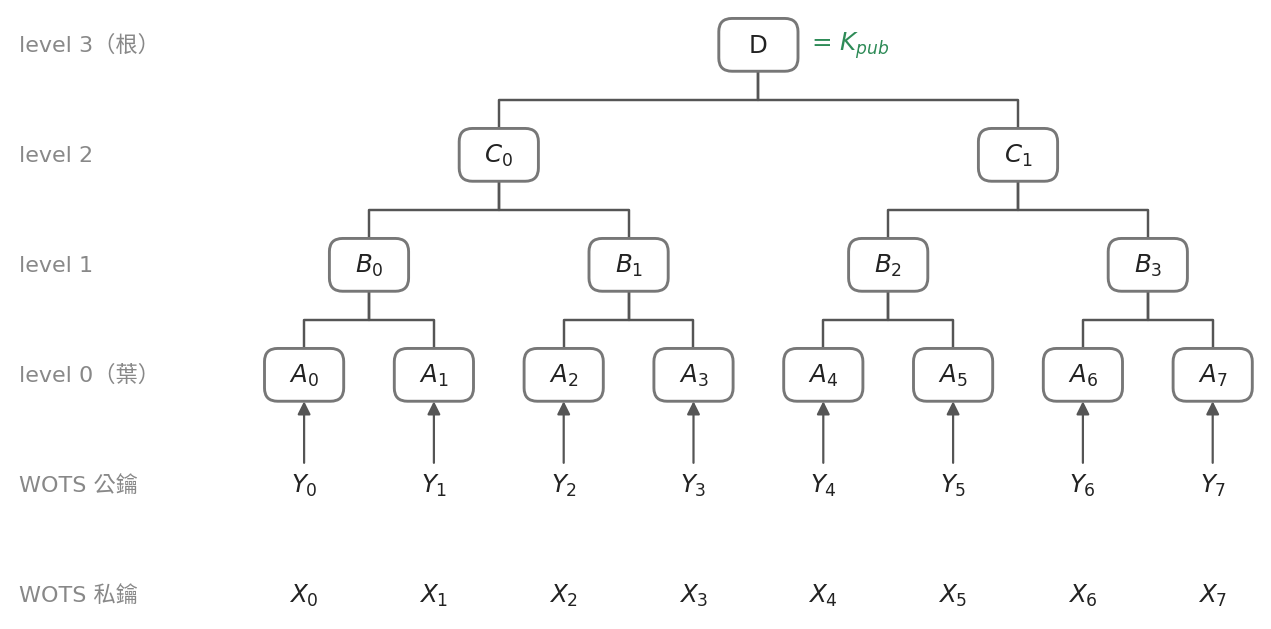 level 3（根） D = K_pub
level 2 C_0 C_1
level 1 B_0 B_1 B_2 B_3
level 0（葉） A_0 A_1 A_2 A_3 A_4 A_5 A_6 A_7
WOTS 公鑰 Y_0 Y_1 Y_2 Y_3 Y_4 Y_5 Y_6 Y_7
WOTS 私鑰 X_0 X_1 X_2 X_3 X_4 X_5 X_6 X_7